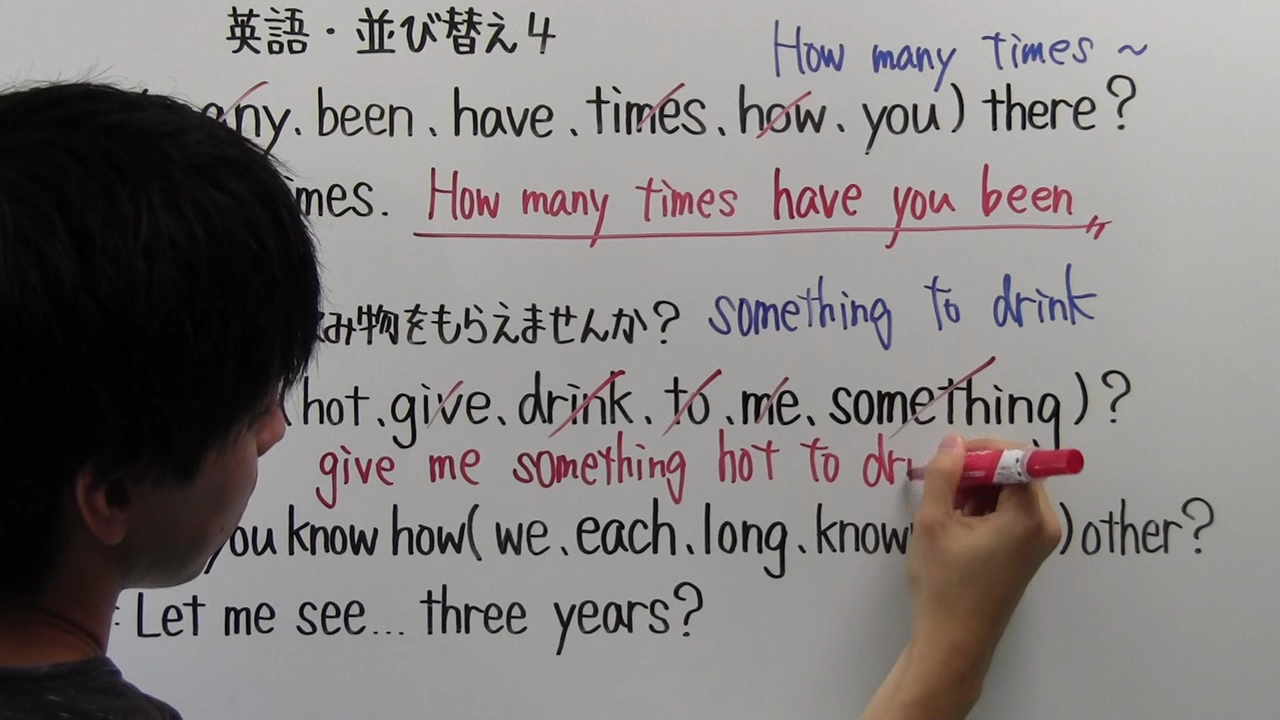 英語・並び替え4
How many times ~
any. been、have、times、how、you) there?
mes. How many times have you been
み物をもらえませんか? something to drink
(hot、give、drink、to、me、something)?
give me something hot to dr
you know how( we、each、long、know )other?
: Let me see... three years?